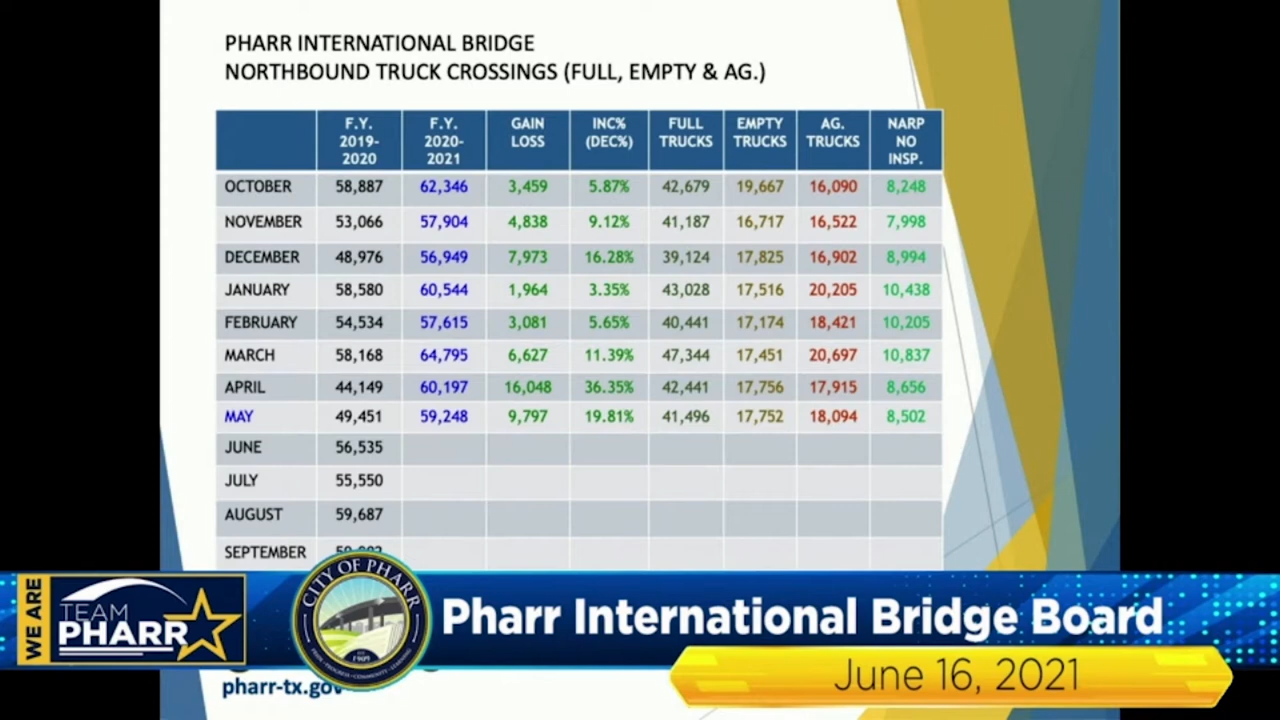 PHARR INTERNATIONAL BRIDGE
NORTHBOUND TRUCK CROSSINGS (FULL, EMPTY & AG.)
F.Y. 2019-2020 F.Y. 2020-2021 GAIN LOSS INC% (DEC%) FULL TRUCKS EMPTY TRUCKS AG. TRUCKS NARP NO INSP.
OCTOBER 58,887 62,346 3,459 5.87% 42,679 19,667 16,090 8,248
NOVEMBER 53,066 57,904 4,838 9.12% 41,187 16,717 16,522 7,998
DECEMBER 48,976 56,949 7,973 16.28% 39,124 17,825 16,902 8,994
JANUARY 58,580 60,544 1,964 3.35% 43,028 17,516 20,205 10,438
FEBRUARY 54,534 57,615 3,081 5.65% 40,441 17,174 18,421 10,205
MARCH 58,168 64,795 6,627 11.39% 47,344 17,451 20,697 10,837
APRIL 44,149 60,197 16,048 36.35% 42,441 17,756 17,915 8,656
MAY 49,451 59,248 9,797 19.81% 41,496 17,752 18,094 8,502
JUNE 56,535
JULY 55,550
AUGUST 59,687
SEPTEMBER
WE ARE
TEAM
PHARR
CITY OF PHARR
Pharr International Bridge Board
June 16, 2021
pharr-tx.gov